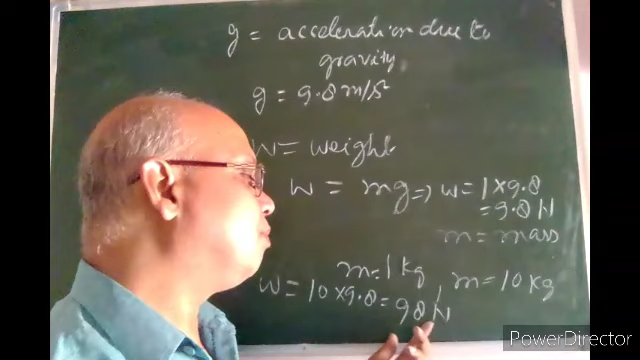 g = acceleration due to
gravity
g = 9.8 m/s²
W = weight
W = mg => W = 1 x 9.8
= 9.8 N
m = mass
m = 1 kg, m = 10 kg
W = 10 x 9.8 = 98 N
PowerDirector